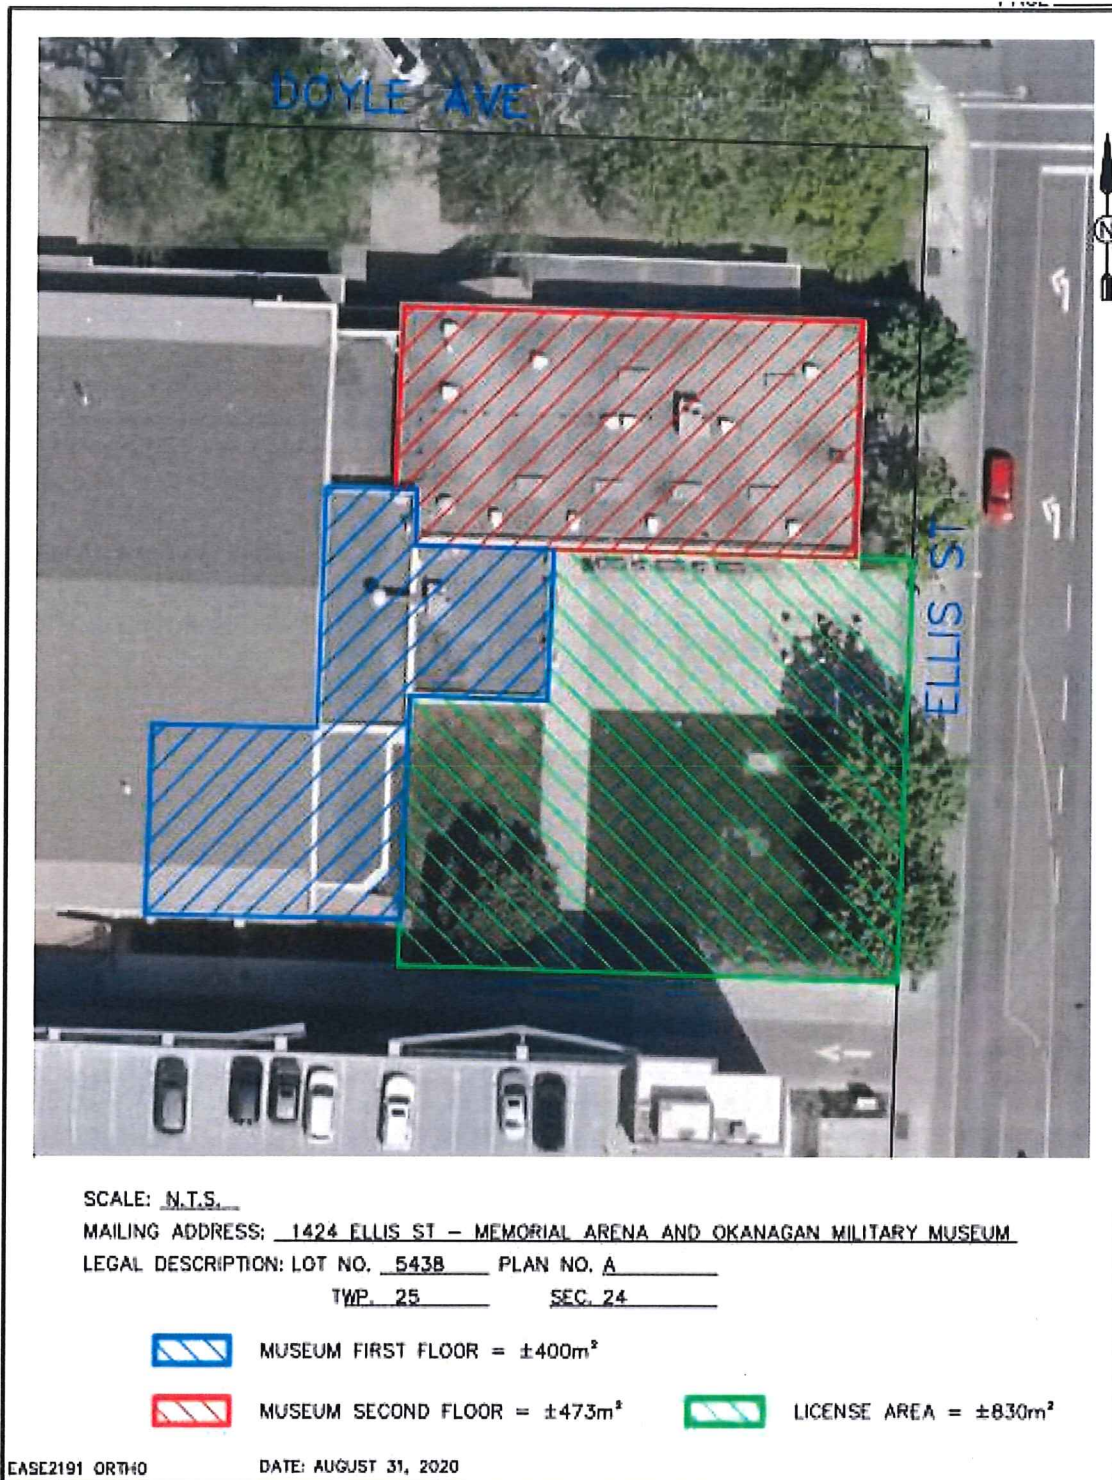 DOYLE AVE
N
ELLIS ST
SCALE: N.T.S.
MAILING ADDRESS: 1424 ELLIS ST – MEMORIAL ARENA AND OKANAGAN MILITARY MUSEUM
LEGAL DESCRIPTION: LOT NO. 5438 PLAN NO. A
TWP. 25 SEC. 24
MUSEUM FIRST FLOOR = ±400m²
MUSEUM SECOND FLOOR = ±473m² LICENSE AREA = ±830m²
EASE2191 ORTHO DATE: AUGUST 31, 2020